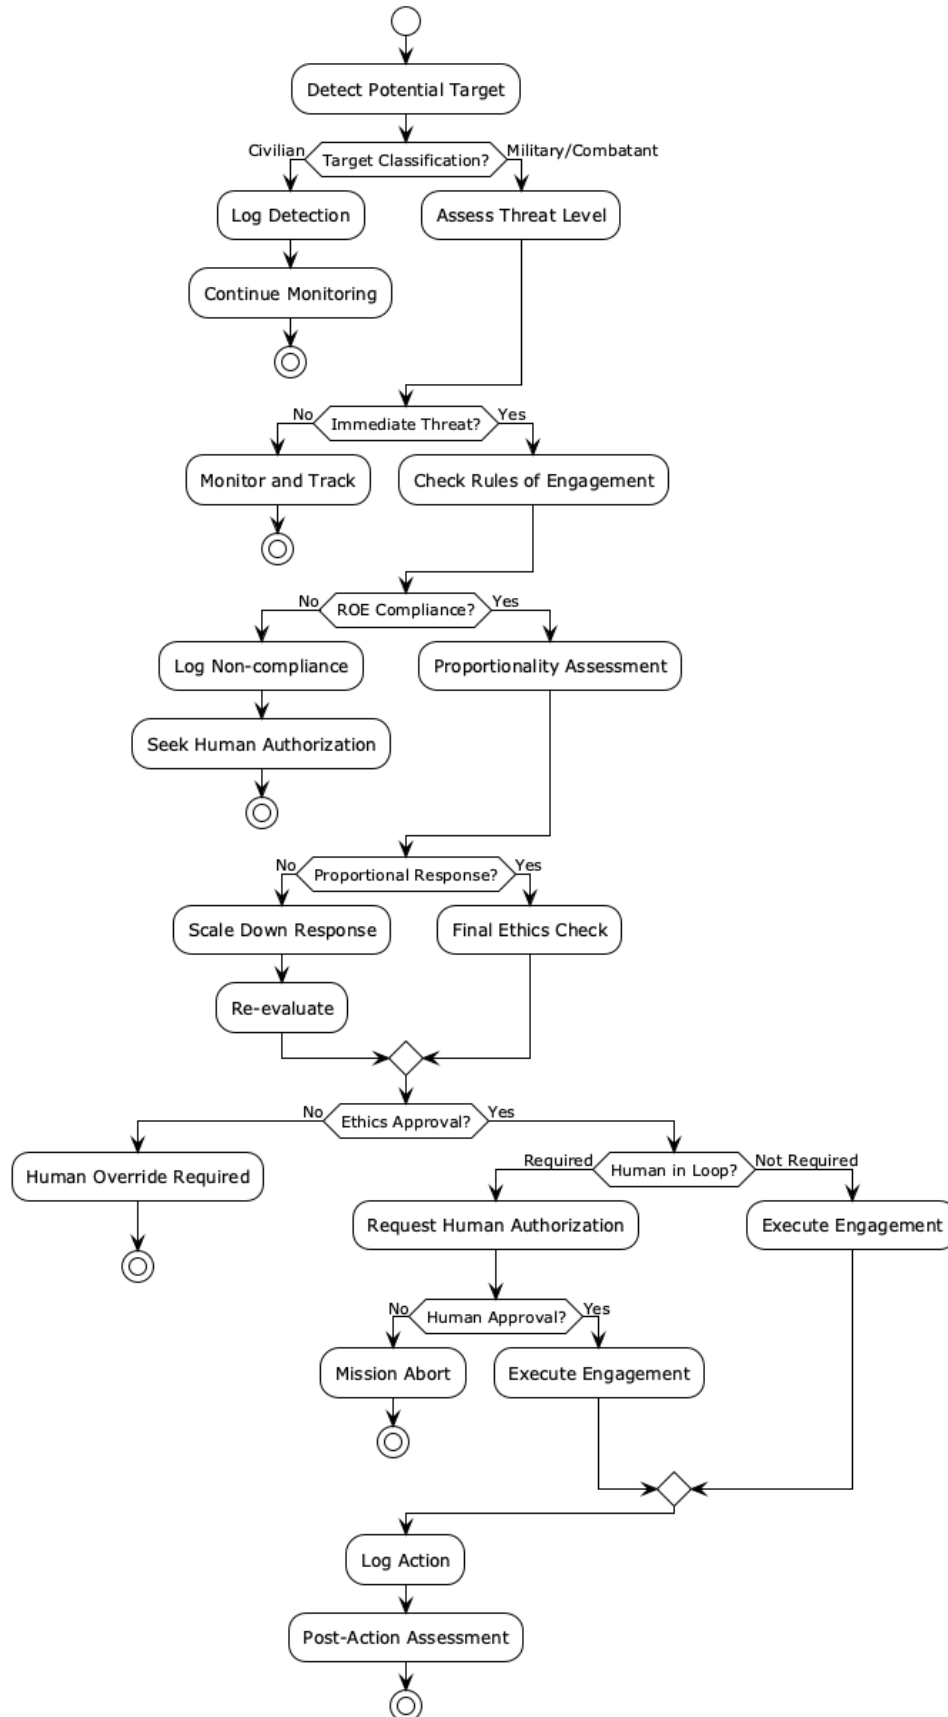 Detect Potential Target
Civilian
Target Classification?
Military/Combatant
Log Detection
Assess Threat Level
Continue Monitoring
No
Immediate Threat?
Yes
Monitor and Track
Check Rules of Engagement
No
ROE Compliance?
Yes
Log Non-compliance
Proportionality Assessment
Seek Human Authorization
No
Proportional Response?
Yes
Scale Down Response
Final Ethics Check
Re-evaluate
No
Ethics Approval?
Yes
Human Override Required
Required
Human in Loop?
Not Required
Request Human Authorization
Execute Engagement
No
Human Approval?
Yes
Mission Abort
Execute Engagement
Log Action
Post-Action Assessment